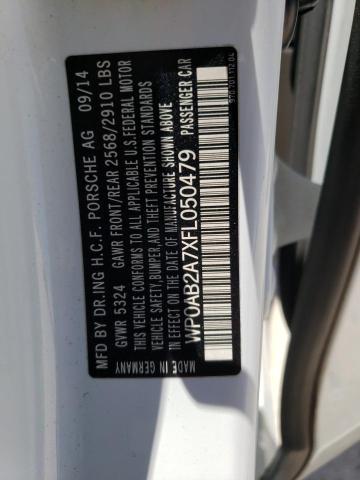 MFD BY DR.ING H.C.F. PORSCHE AG 09/14
GVWR 5324 GAWR FRONT/REAR 2568/2910 LBS
THIS VEHICLE CONFORMS TO ALL APPLICABLE U.S.FEDERAL MOTOR
VEHICLE SAFETY,BUMPER,AND THEFT PREVENTION STANDARDS
IN EFFECT ON THE DATE OF MANUFACTURE SHOWN ABOVE
WP0AB2A7XFL050479 PASSENGER CAR
MADE IN GERMANY